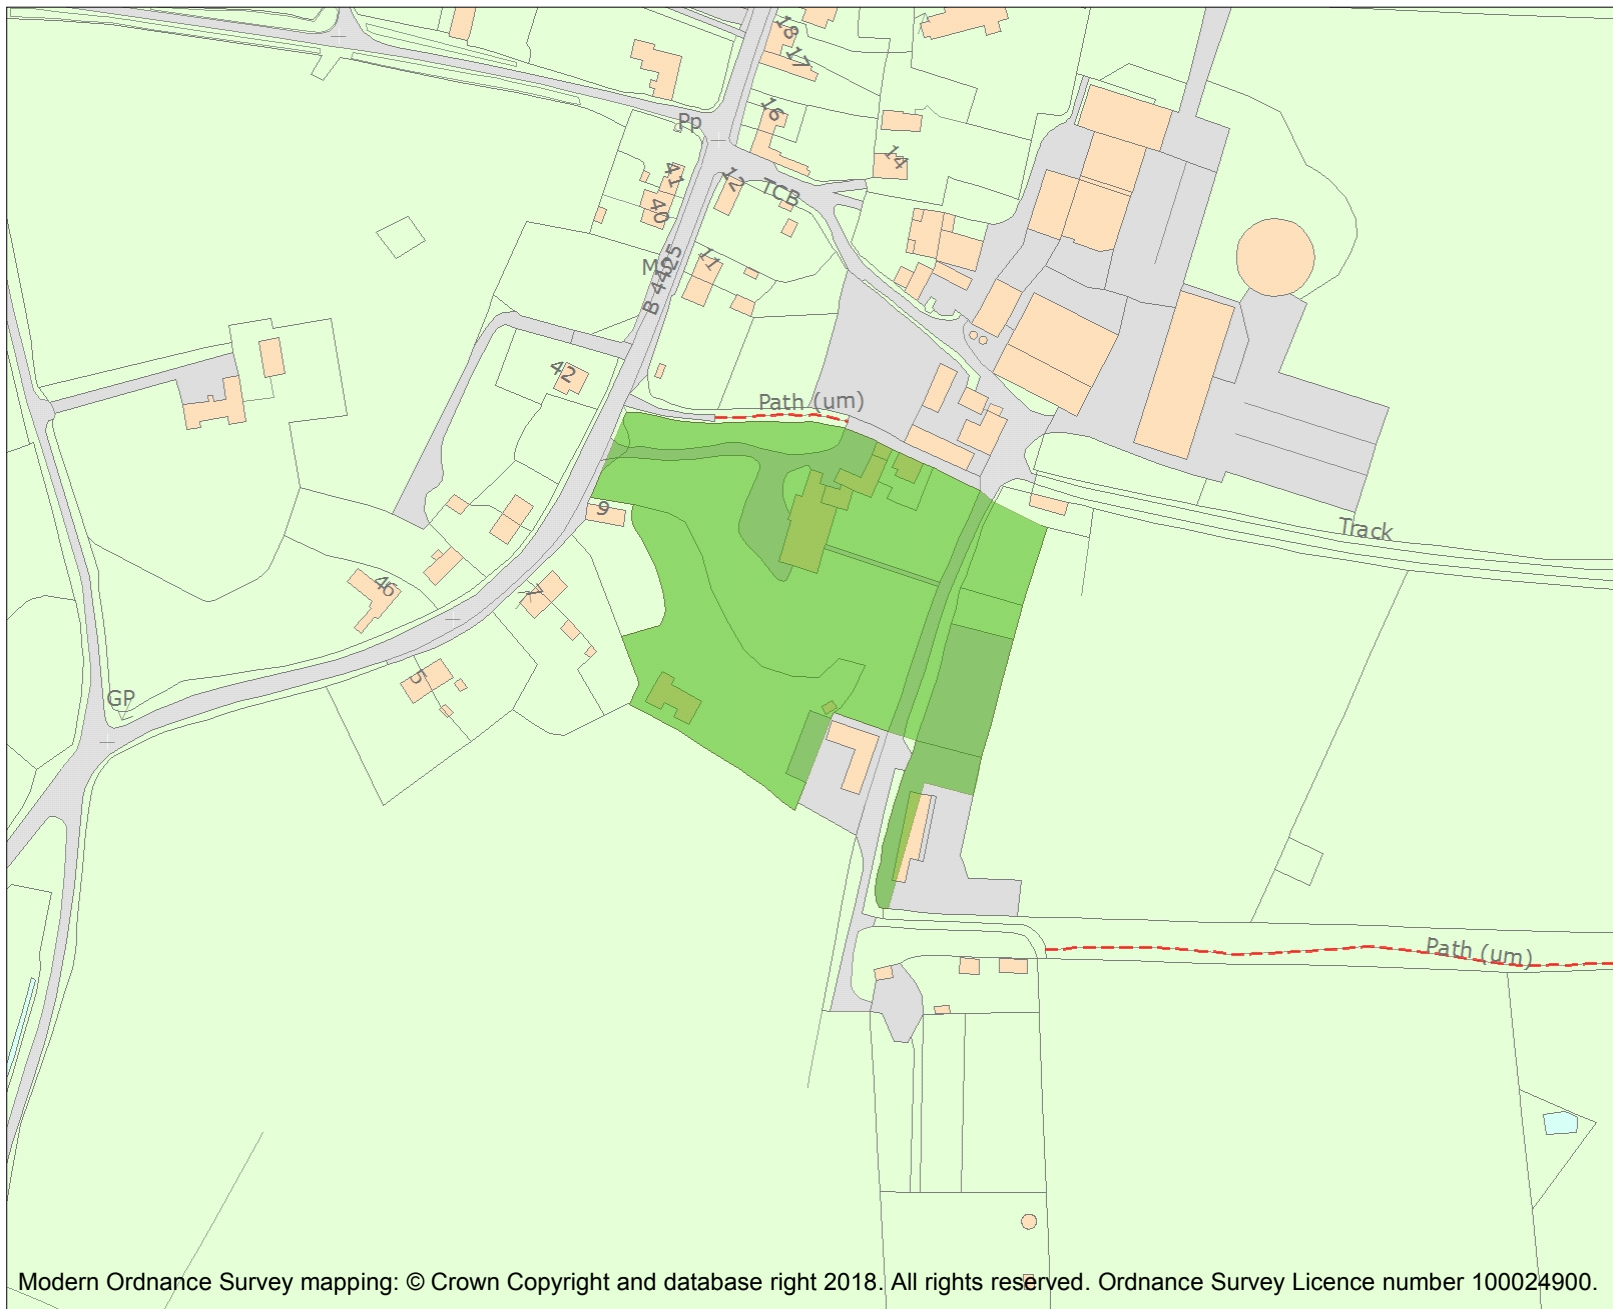 18
17
16
Pp
14
41
12
TCB
40
11
B 4425
42
Path (um)
9
Track
46
7
5
GP
Path (um)
Modern Ordnance Survey mapping: © Crown Copyright and database right 2018. All rights reserved. Ordnance Survey Licence number 100024900.